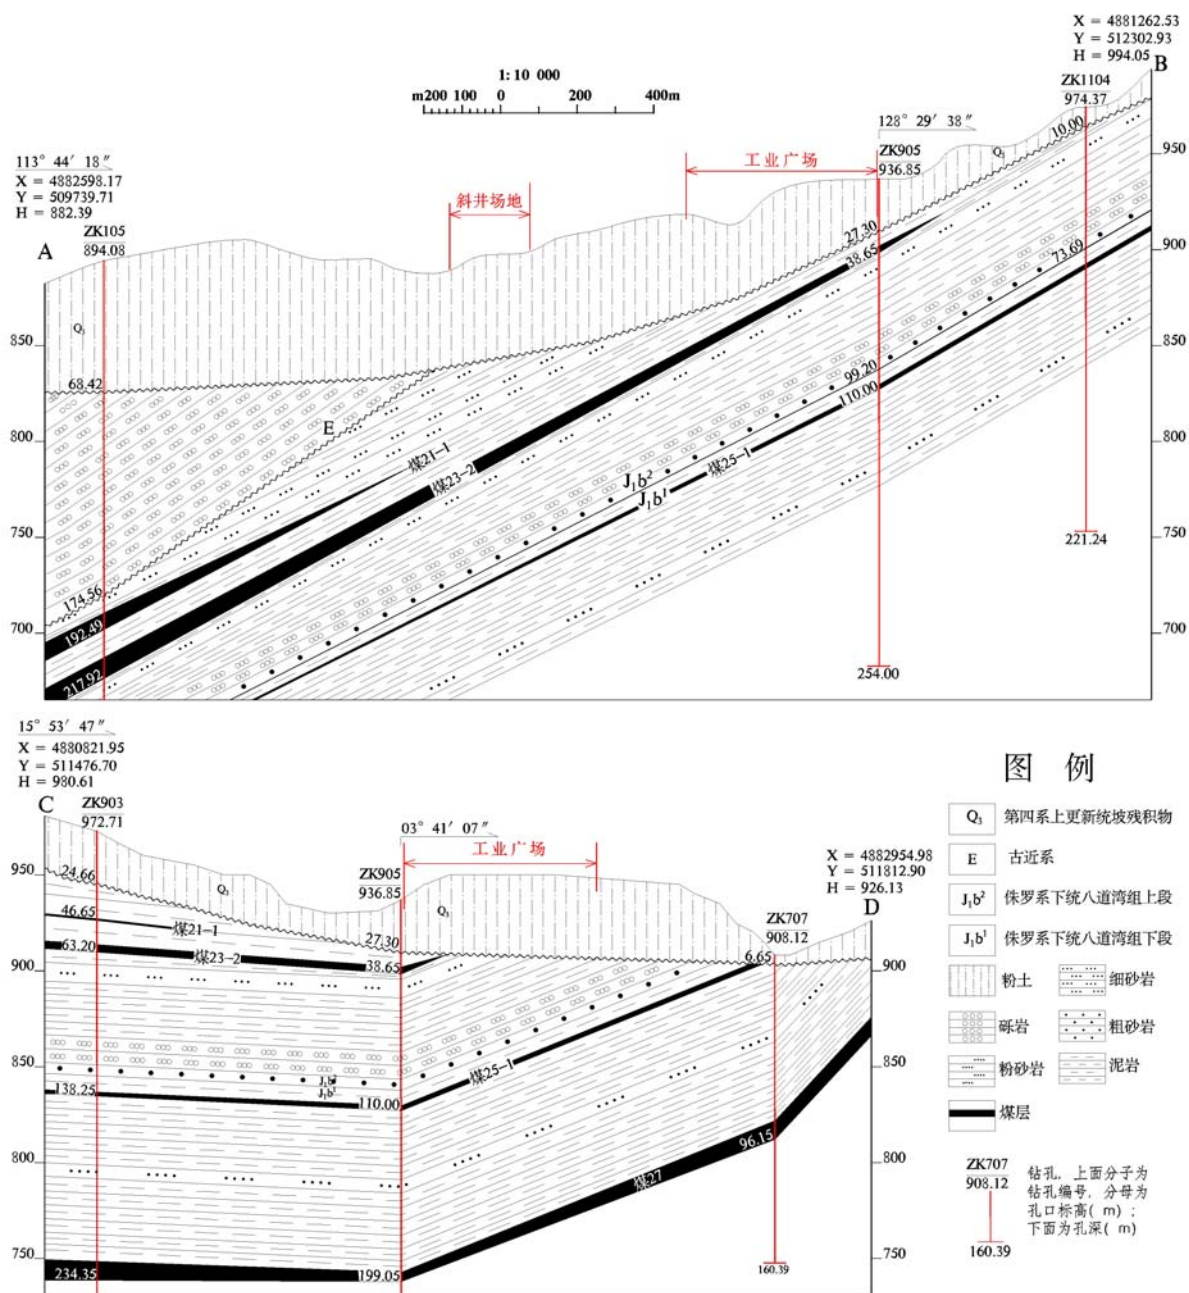 X = 4881262.53
Y = 512302.93
H = 994.05
B
1: 10 000
m200 100 0 200 400m
ZK1104
974.37
128° 29′ 38″
10.00
Q₃
950
工业广场
ZK905
936.85
113° 44′ 18″
X = 4882598.17
Y = 509739.71
H = 882.39
斜井场地
ZK105
894.08
A
27.30
38.65
900
73.69
Q₃
850
850
68.42
99.20
110.00
E
800
800
煤21-1
煤23-2
煤25-1
J₁b²
J₁b¹
750
750
221.24
174.56
700
192.49
700
217.92
254.00
15° 53′ 47″
X = 4880821.95
Y = 511476.70
H = 980.61
C
ZK903
972.71
03° 41′ 07″
工业广场
ZK905
936.85
X = 4882954.98
Y = 511812.90
H = 926.13
D
ZK707
908.12
950
24.66
Q₃
Q₃
46.65
煤21-1
27.30
63.20
煤23-2
38.65
6.65
900
900
850
J₁b²
J₁b¹
煤25-1
850
138.25
110.00
800
96.15
800
煤27
750
234.35
199.05
160.39
750
图 例
Q₃ 第四系上更新统坡残积物
E 古近系
J₁b² 侏罗系下统八道湾组上段
J₁b¹ 侏罗系下统八道湾组下段
粉土 细砂岩
砾岩 粗砂岩
粉砂岩 泥岩
煤层
ZK707
908.12
160.39
钻孔，上面分子为
钻孔编号，分母为
孔口标高( m) ；
下面为孔深( m)